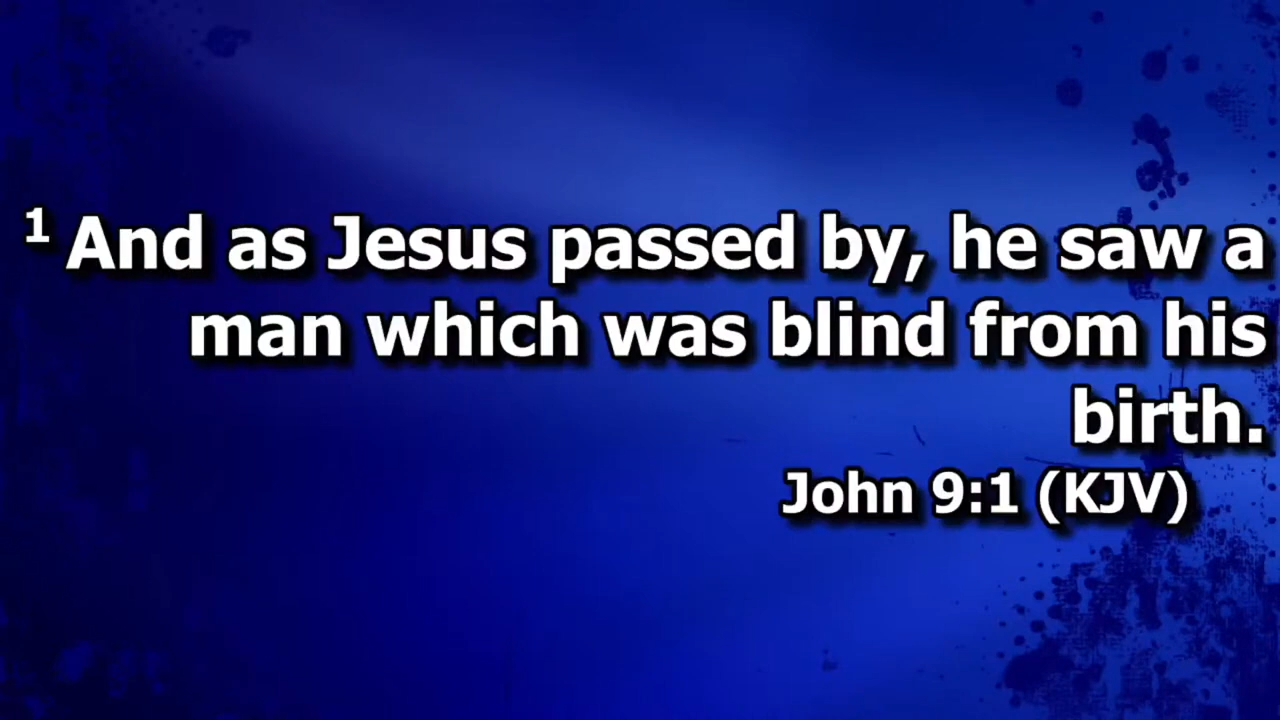 1 And as Jesus passed by, he saw a
man which was blind from his
birth.
John 9:1 (KJV)